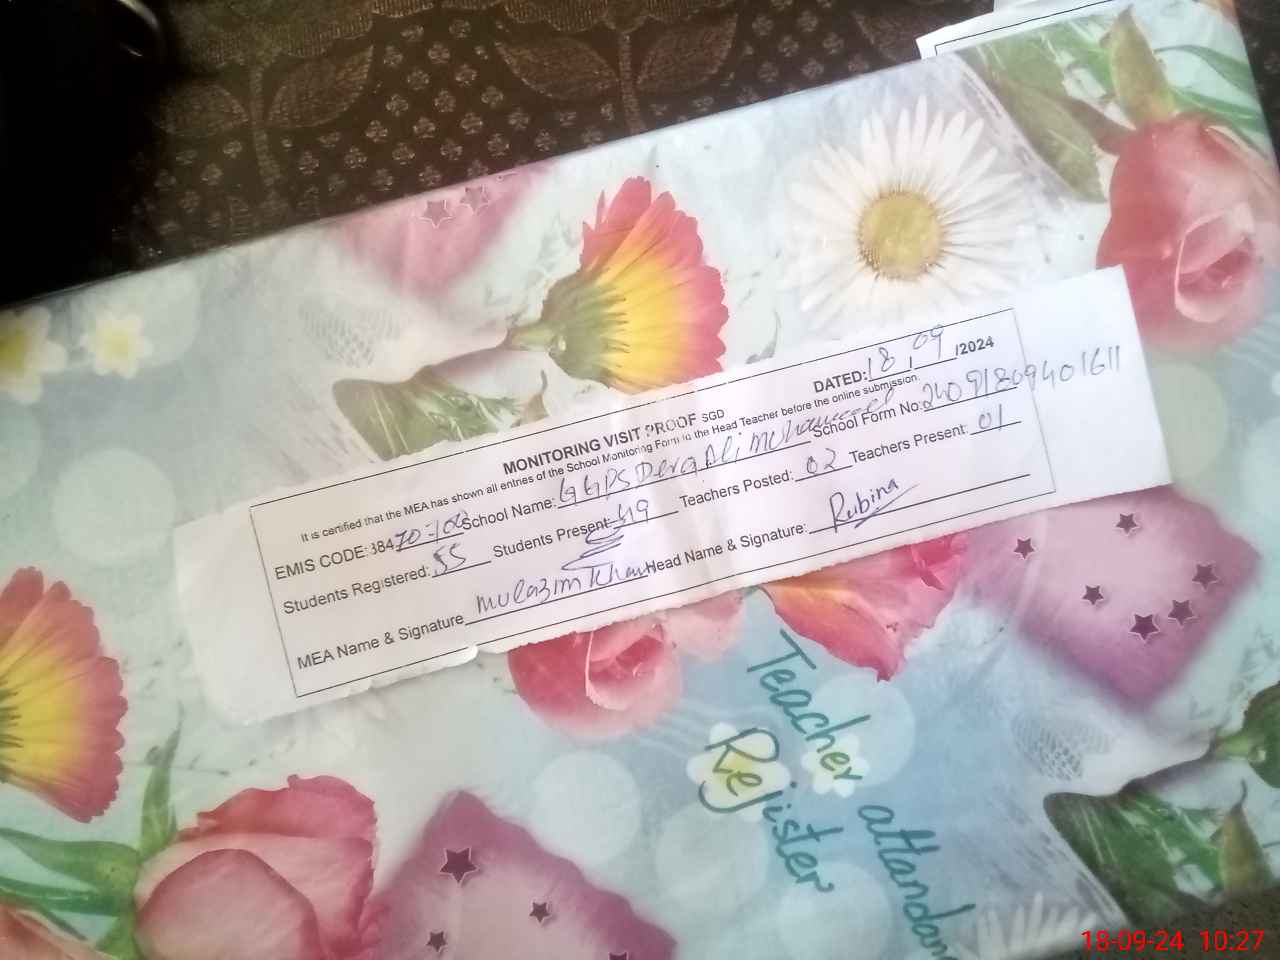 MONITORING VISIT PROOF SGD
DATED: 18/09/2024
It is certified that the MEA has shown all entries of the School Monitoring Form to the Head Teacher before the online submission.
EMIS CODE: 38470 School Name: GGPS Dera Ali Muhammad School Form No: 24091809401611
Students Registered: 55 Students Present: 49 Teachers Posted: 02 Teachers Present: 01
MEA Name & Signature Mulazim Khan Head Name & Signature: Rubina
Teacher attandan
Rejister
18-09-24 10:27